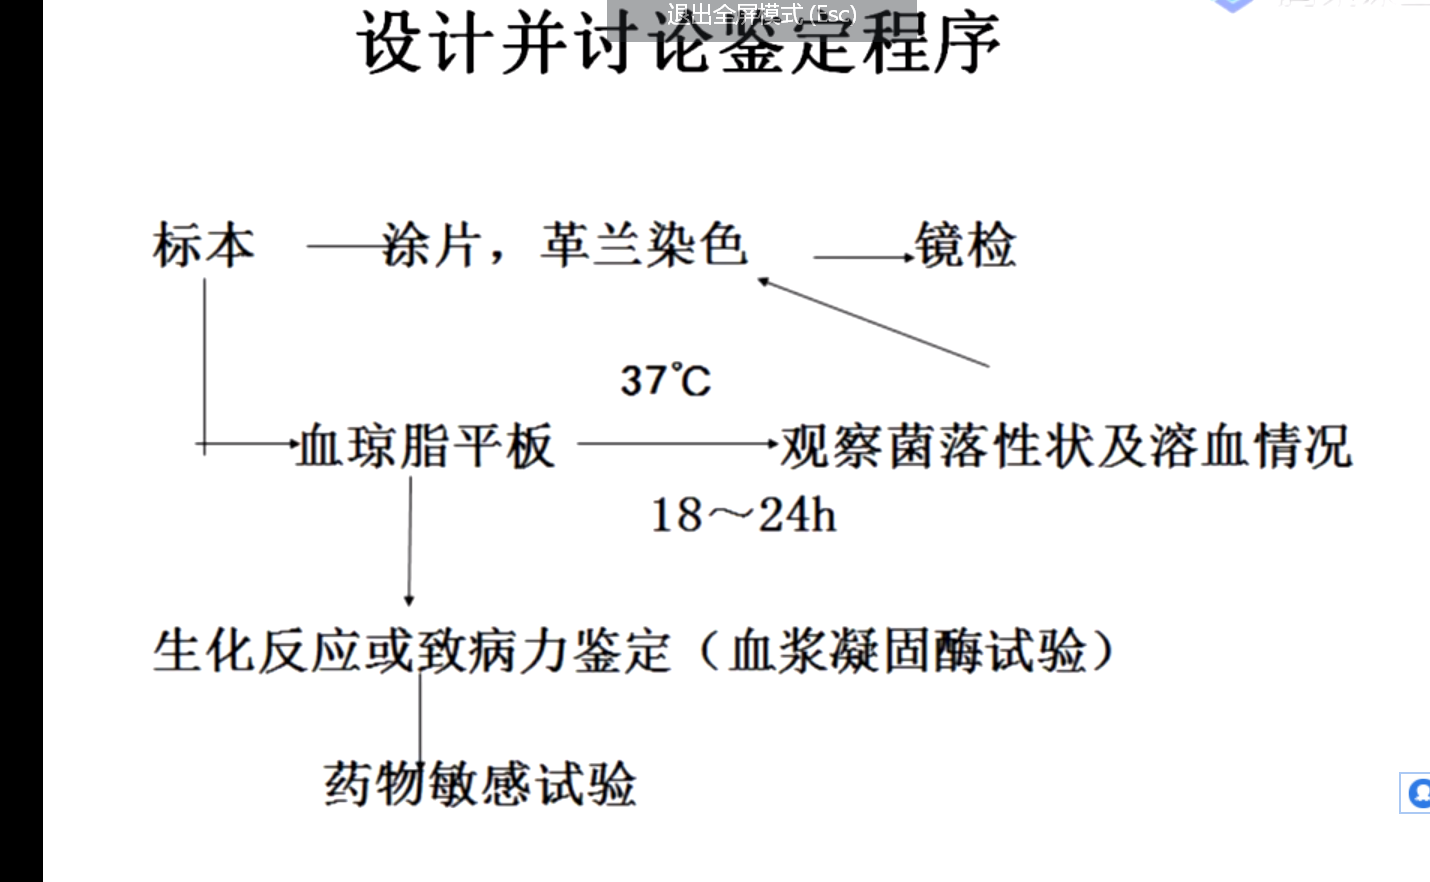 退出全屏模式 (Esc)
设计并讨论鉴定程序
标本 涂片，革兰染色 镜检
37℃
血琼脂平板 观察菌落性状及溶血情况
18～24h
生化反应或致病力鉴定（血浆凝固酶试验）
药物敏感试验